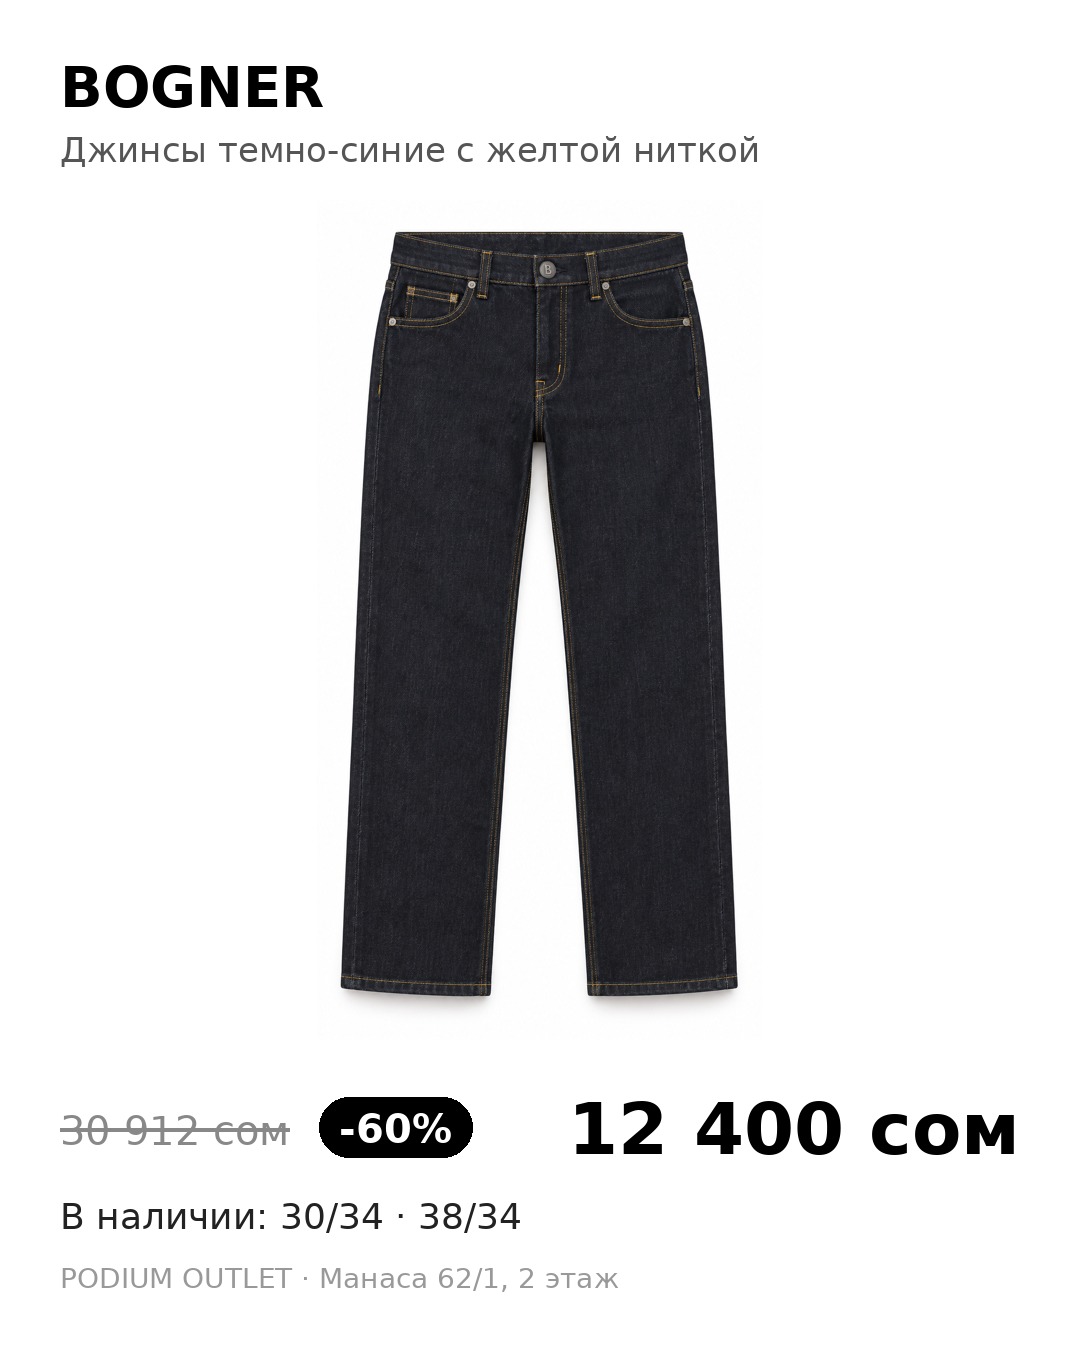 BOGNER
Джинсы темно-синие с желтой ниткой
B
30 912 сом -60% 12 400 сом
В наличии: 30/34 · 38/34
PODIUM OUTLET · Манаса 62/1, 2 этаж